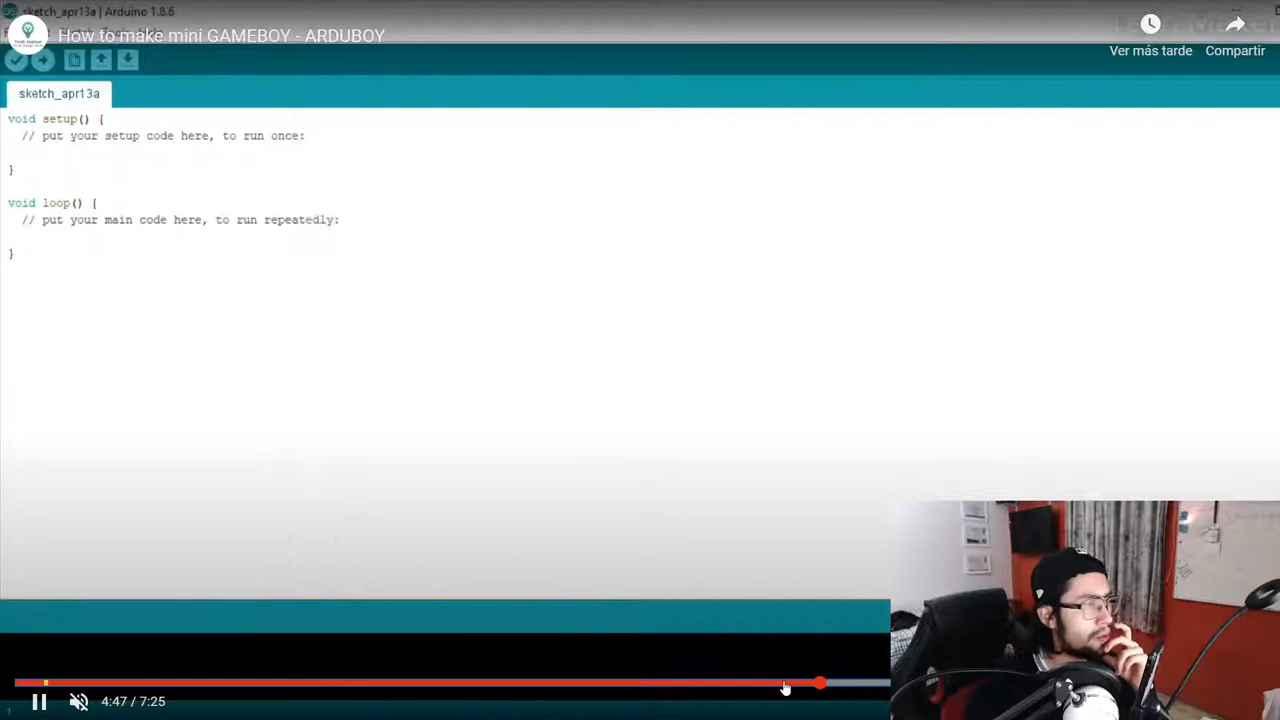 sketch_apr13a | Arduino 1.8.6
How to make mini GAMEBOY - ARDUBOY
Ver más tarde
Compartir
sketch_apr13a
void setup() {
// put your setup code here, to run once:
}
void loop() {
// put your main code here, to run repeatedly:
}
4:47 / 7:25
1